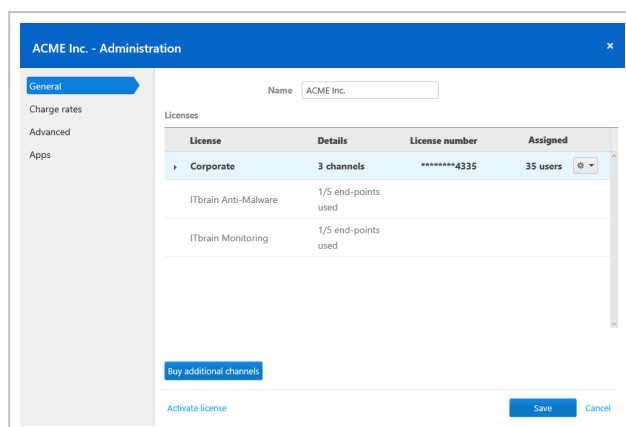 ACME Inc. - Administration ×
General
Charge rates
Advanced
Apps
Name ACME Inc.
Licenses
License Details License number Assigned
Corporate 3 channels ********4335 35 users
ITbrain Anti-Malware 1/5 end-points
used
ITbrain Monitoring 1/5 end-points
used
Buy additional channels
Activate license Save Cancel